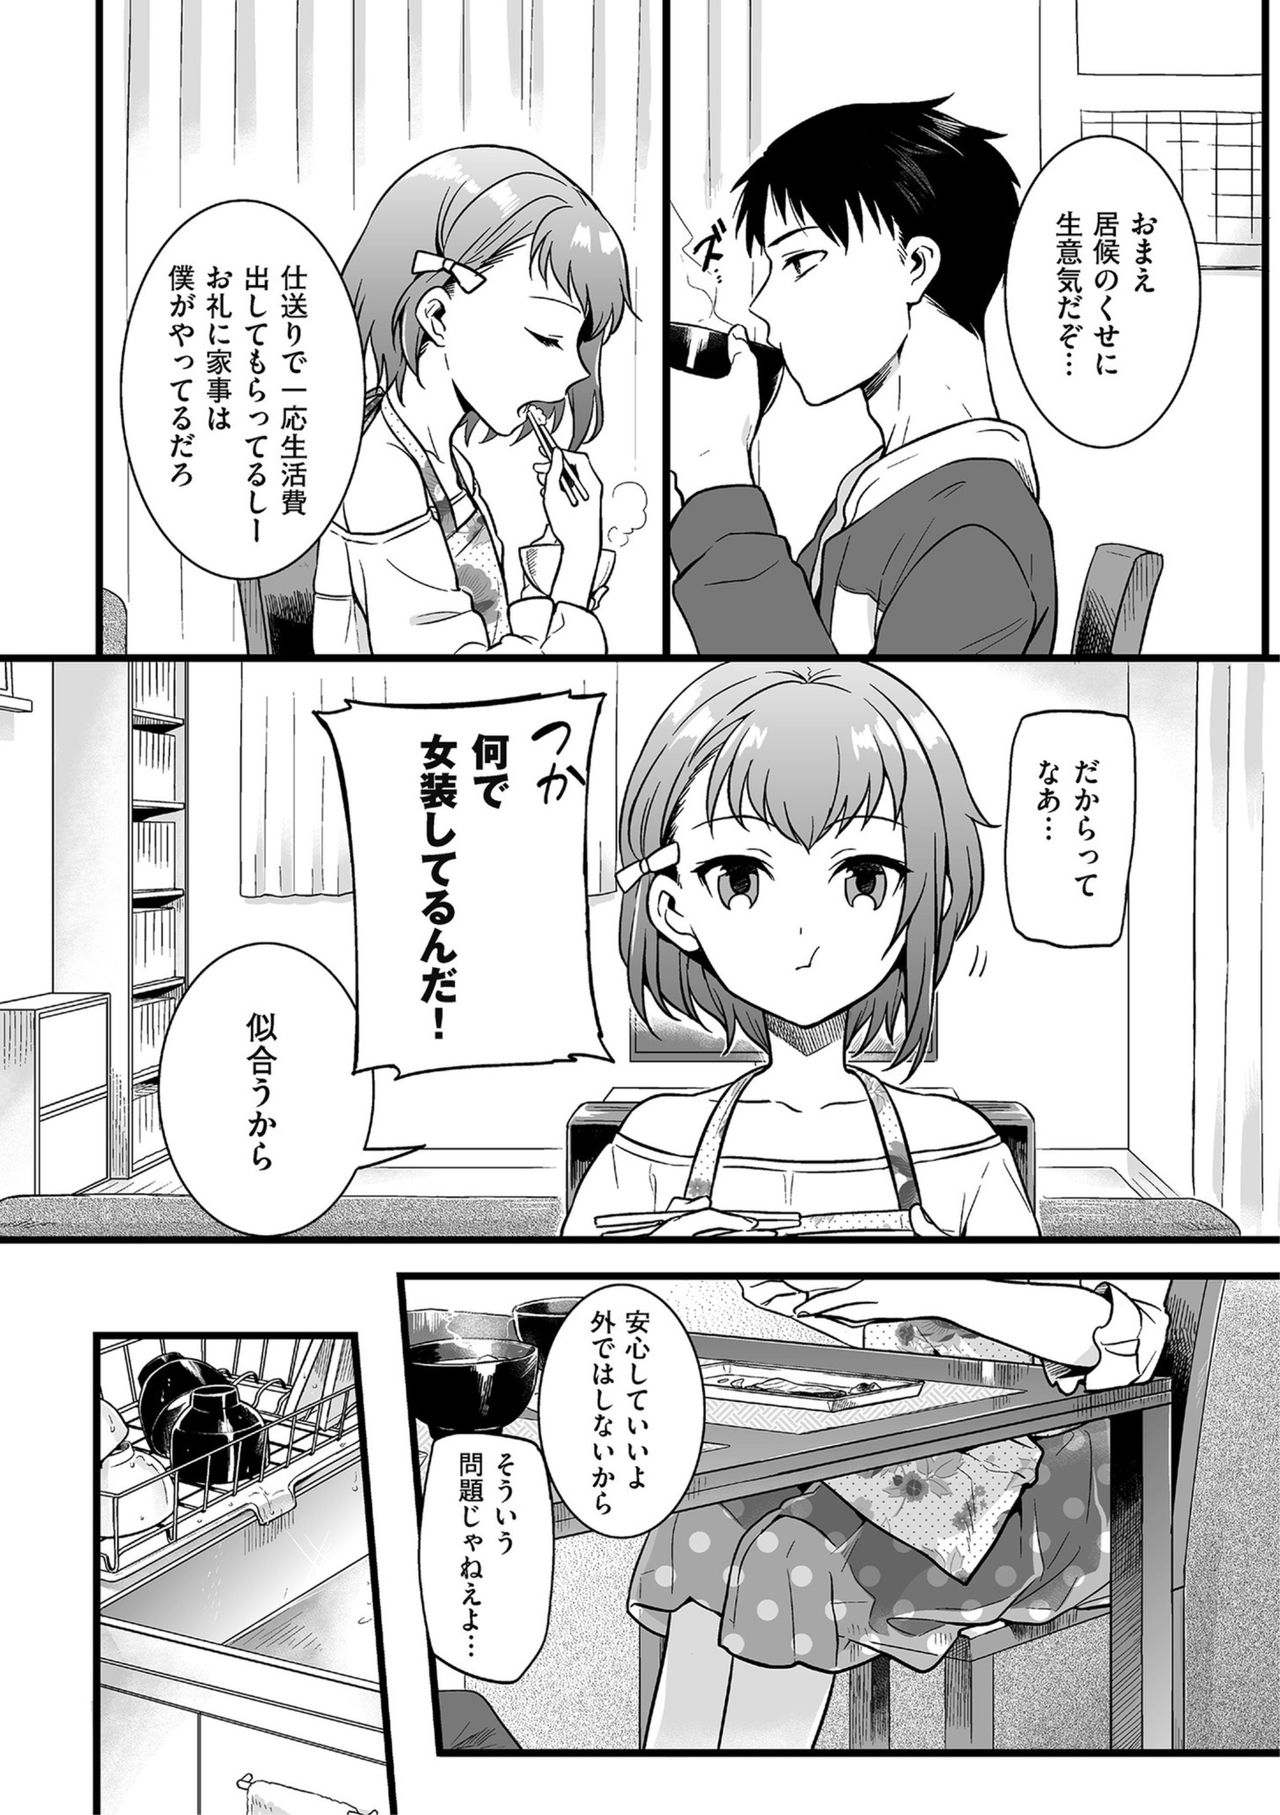 おまえ
居候のくせに
生意気だぞ…
ズ…
仕送りで一応生活費
出してもらってるしー
お礼に家事は
僕がやってるだろ
だからって
なあ…
つか
何で
女装してるんだ！
似合うから
安心していいよ
外ではしないから
そういう
問題じゃねえよ…